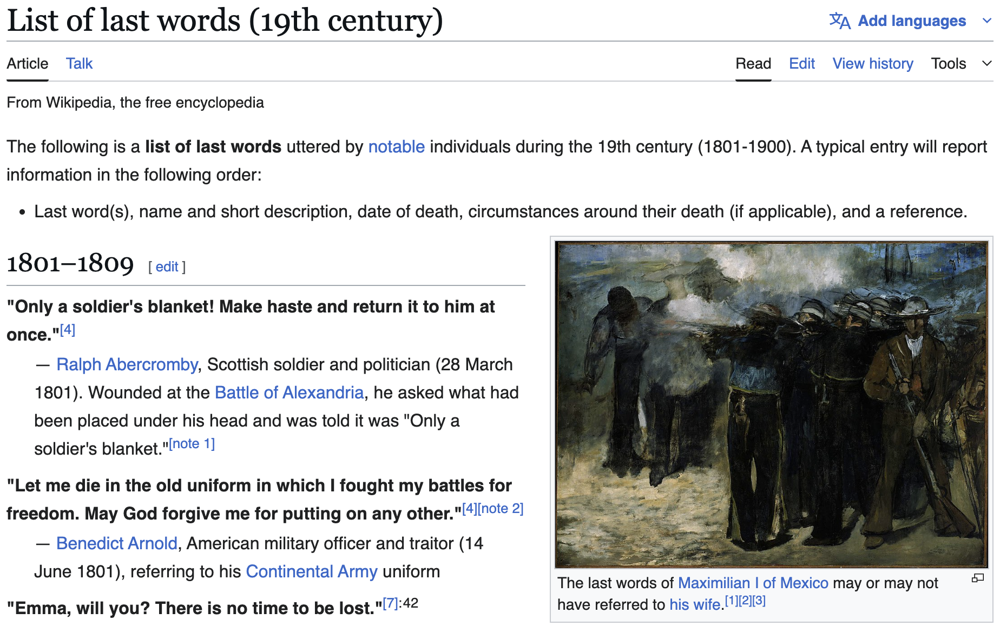 List of last words (19th century)
Add languages
Article Talk
Read Edit View history Tools
From Wikipedia, the free encyclopedia
The following is a list of last words uttered by notable individuals during the 19th century (1801-1900). A typical entry will report
information in the following order:
• Last word(s), name and short description, date of death, circumstances around their death (if applicable), and a reference.
1801–1809 [ edit ]
"Only a soldier's blanket! Make haste and return it to him at
once."[4]
— Ralph Abercromby, Scottish soldier and politician (28 March
1801). Wounded at the Battle of Alexandria, he asked what had
been placed under his head and was told it was "Only a
soldier's blanket."[note 1]
"Let me die in the old uniform in which I fought my battles for
freedom. May God forgive me for putting on any other."[4][note 2]
— Benedict Arnold, American military officer and traitor (14
June 1801), referring to his Continental Army uniform
"Emma, will you? There is no time to be lost."[7]:42
The last words of Maximilian I of Mexico may or may not
have referred to his wife.[1][2][3]